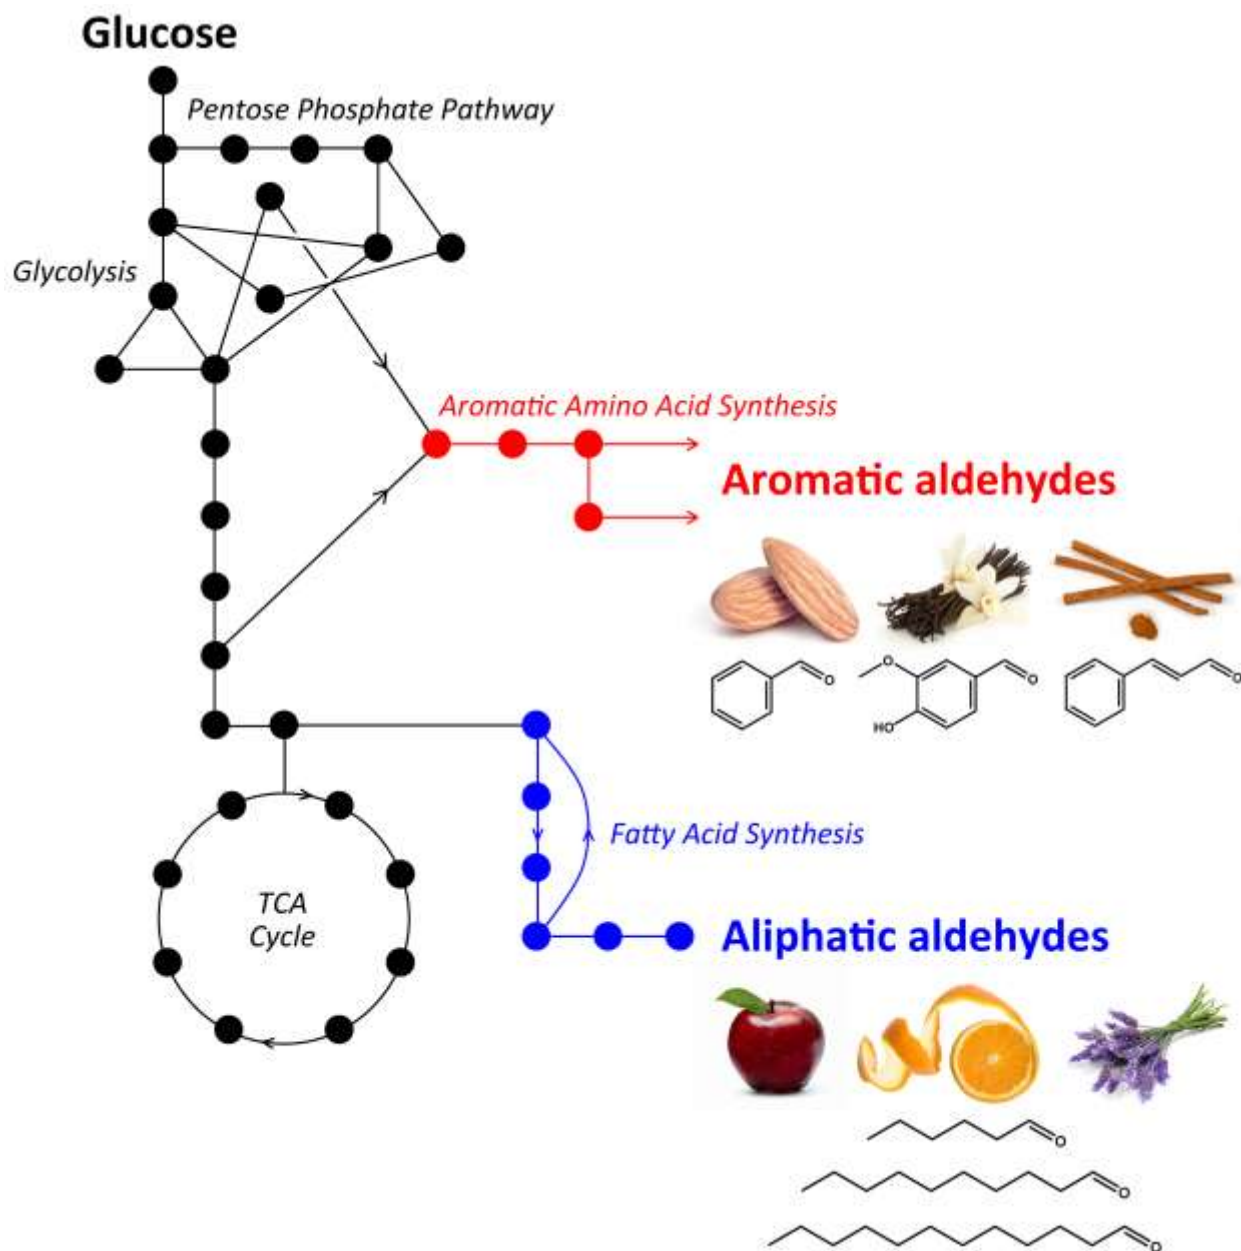 Glucose
Pentose Phosphate Pathway
Glycolysis
Aromatic Amino Acid Synthesis
Aromatic aldehydes
O
O
O
O
HO
Fatty Acid Synthesis
TCA
Cycle
Aliphatic aldehydes
O
O
O